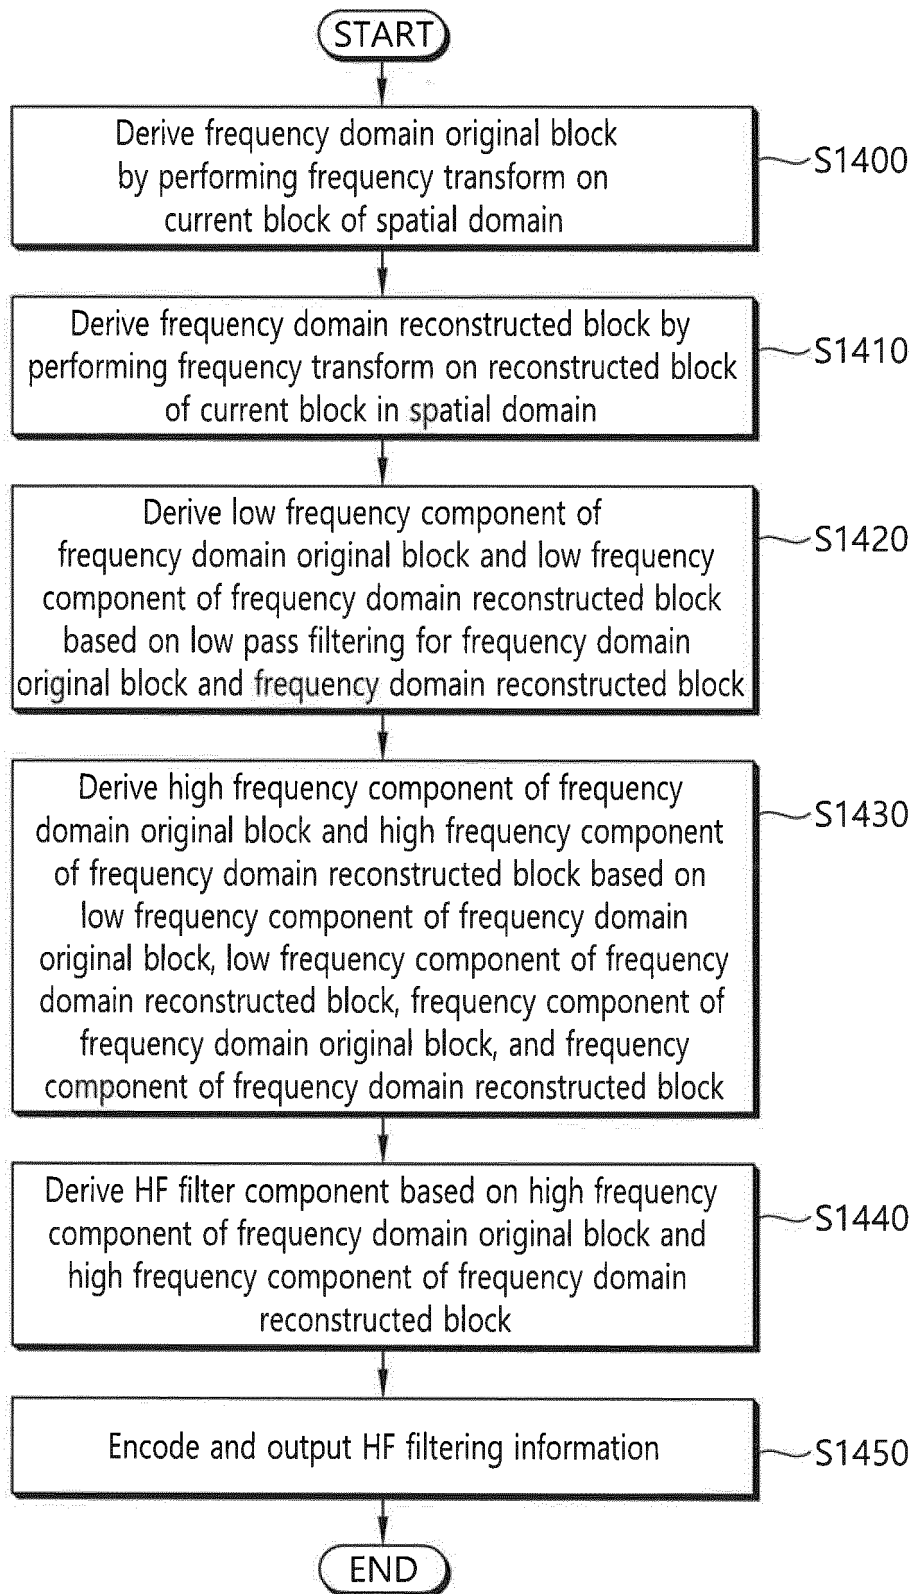 START
Derive frequency domain original block
by performing frequency transform on
current block of spatial domain
S1400
Derive frequency domain reconstructed block by
performing frequency transform on reconstructed block
of current block in spatial domain
S1410
Derive low frequency component of
frequency domain original block and low frequency
component of frequency domain reconstructed block
based on low pass filtering for frequency domain
original block and frequency domain reconstructed block
S1420
Derive high frequency component of frequency
domain original block and high frequency component
of frequency domain reconstructed block based on
low frequency component of frequency domain
original block, low frequency component of frequency
domain reconstructed block, frequency component of
frequency domain original block, and frequency
component of frequency domain reconstructed block
S1430
Derive HF filter component based on high frequency
component of frequency domain original block and
high frequency component of frequency domain
reconstructed block
S1440
Encode and output HF filtering information
S1450
END